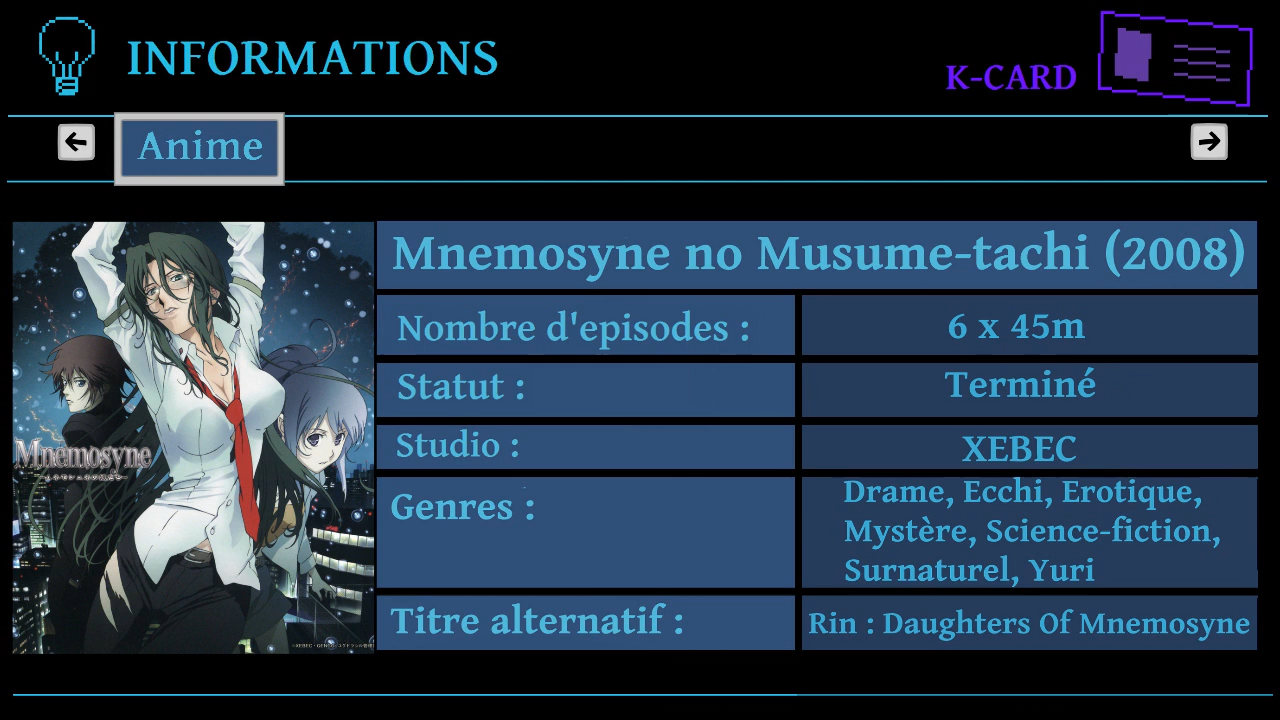 INFORMATIONS
K-CARD
Anime
Mnemosyne no Musume-tachi (2008)
Nombre d'episodes :
6 x 45m
Statut :
Terminé
Studio :
XEBEC
Mnemosyne
Genres :
Drame, Ecchi, Erotique,
Mystère, Science-fiction,
Surnaturel, Yuri
Titre alternatif :
Rin : Daughters Of Mnemosyne